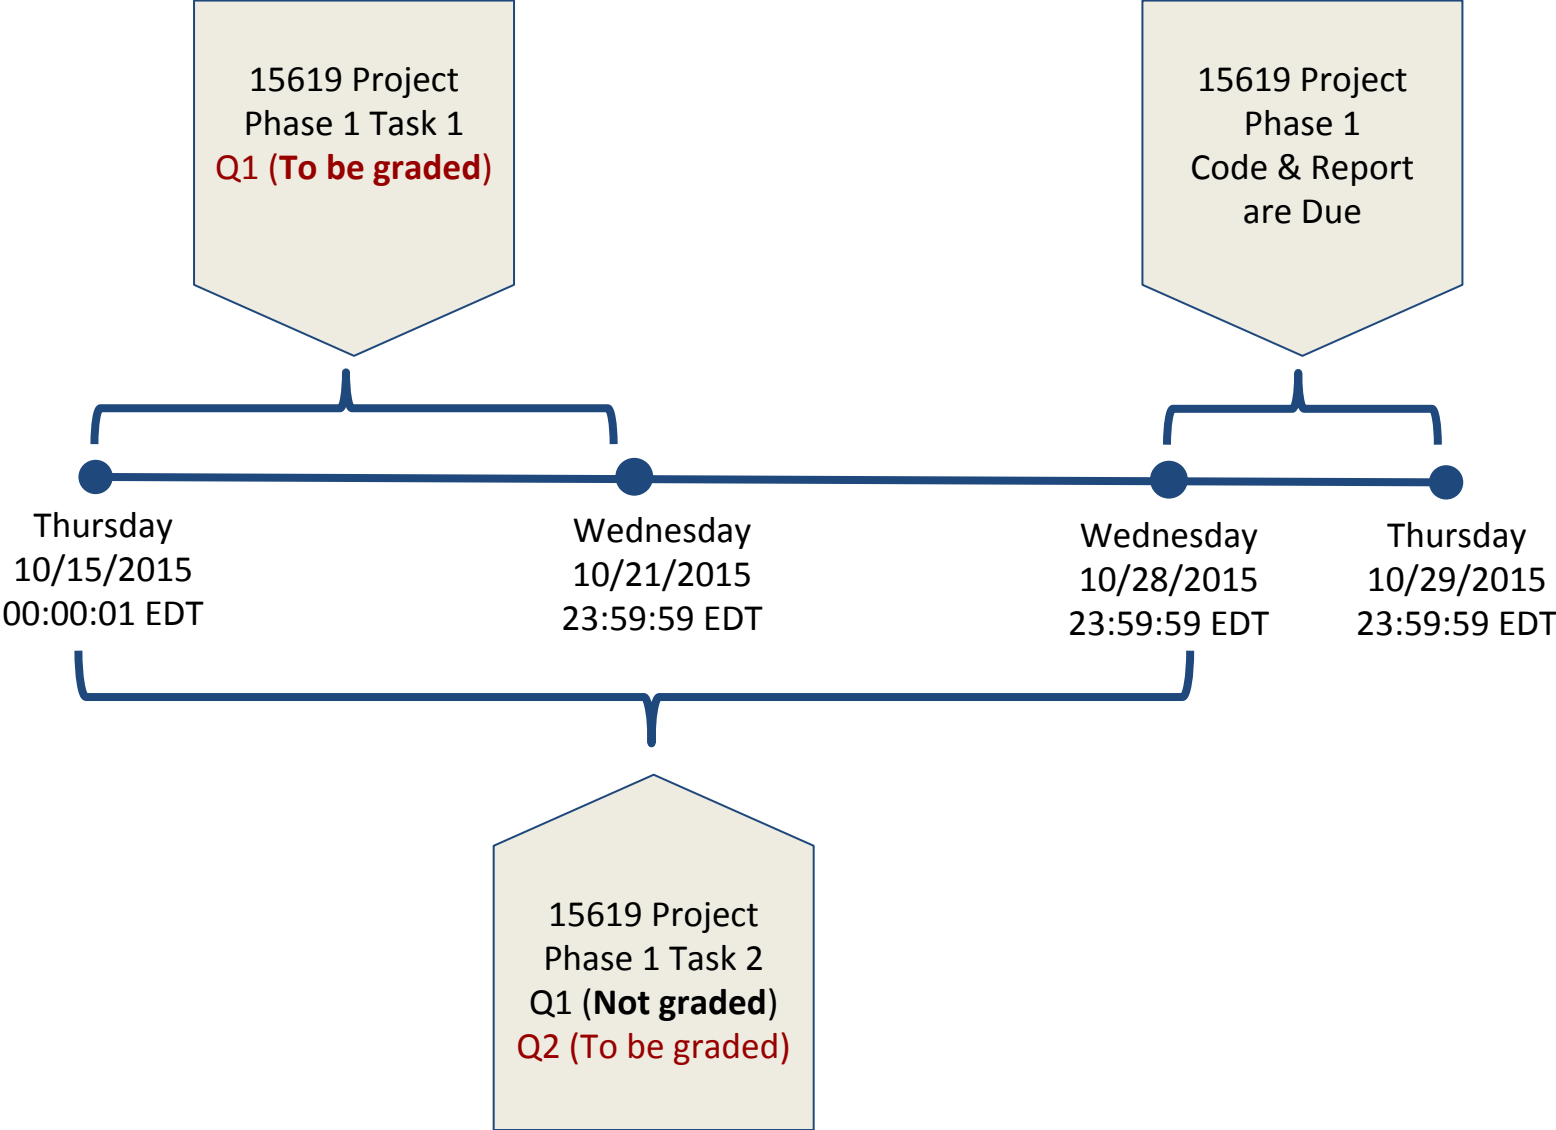 15619 Project
Phase 1 Task 1
Q1 (To be graded)
15619 Project
Phase 1
Code & Report
are Due
Thursday
10/15/2015
00:00:01 EDT
Wednesday
10/21/2015
23:59:59 EDT
Wednesday
10/28/2015
23:59:59 EDT
Thursday
10/29/2015
23:59:59 EDT
15619 Project
Phase 1 Task 2
Q1 (Not graded)
Q2 (To be graded)